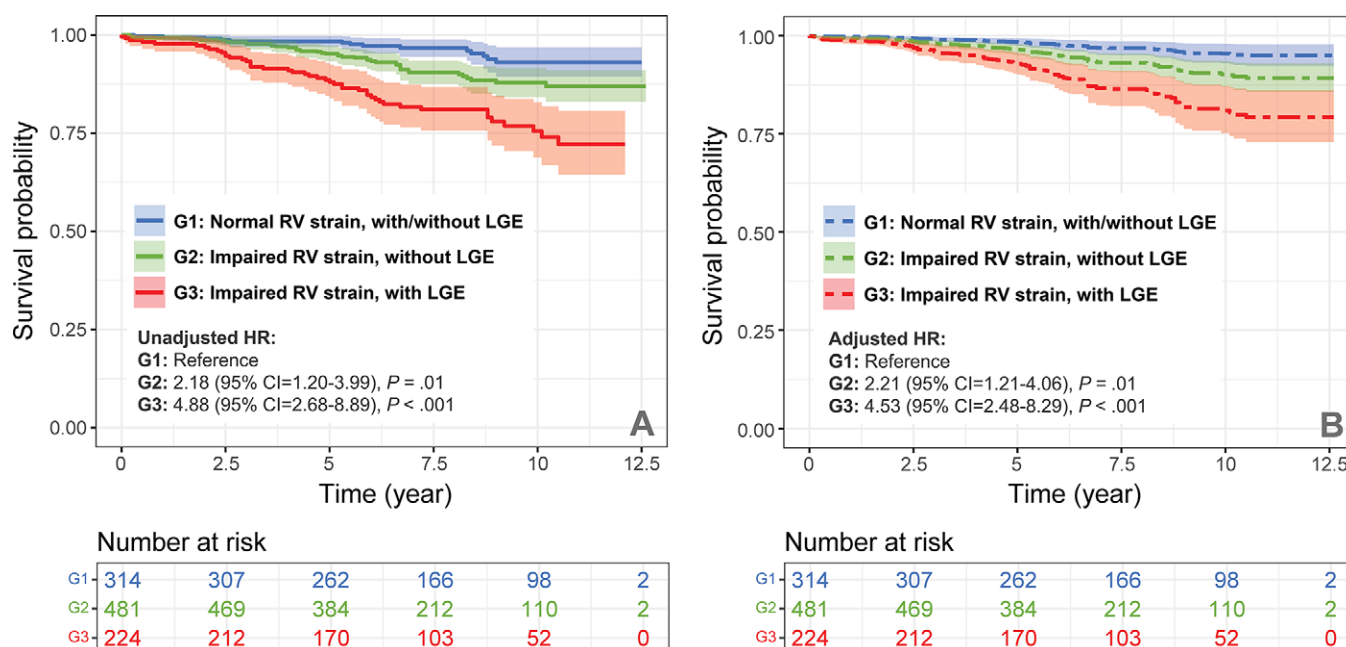 1.00
0.75
0.50
0.25
0.00
Survival probability
G1: Normal RV strain, with/without LGE
G2: Impaired RV strain, without LGE
G3: Impaired RV strain, with LGE
Unadjusted HR:
G1: Reference
G2: 2.18 (95% CI=1.20-3.99), P = .01
G3: 4.88 (95% CI=2.68-8.89), P < .001
A
0 2.5 5 7.5 10 12.5
Time (year)
Number at risk
G1 314 307 262 166 98 2
G2 481 469 384 212 110 2
G3 224 212 170 103 52 0
1.00
0.75
0.50
0.25
0.00
Survival probability
G1: Normal RV strain, with/without LGE
G2: Impaired RV strain, without LGE
G3: Impaired RV strain, with LGE
Adjusted HR:
G1: Reference
G2: 2.21 (95% CI=1.21-4.06), P = .01
G3: 4.53 (95% CI=2.48-8.29), P < .001
B
0 2.5 5 7.5 10 12.5
Time (year)
Number at risk
G1 314 307 262 166 98 2
G2 481 469 384 212 110 2
G3 224 212 170 103 52 0